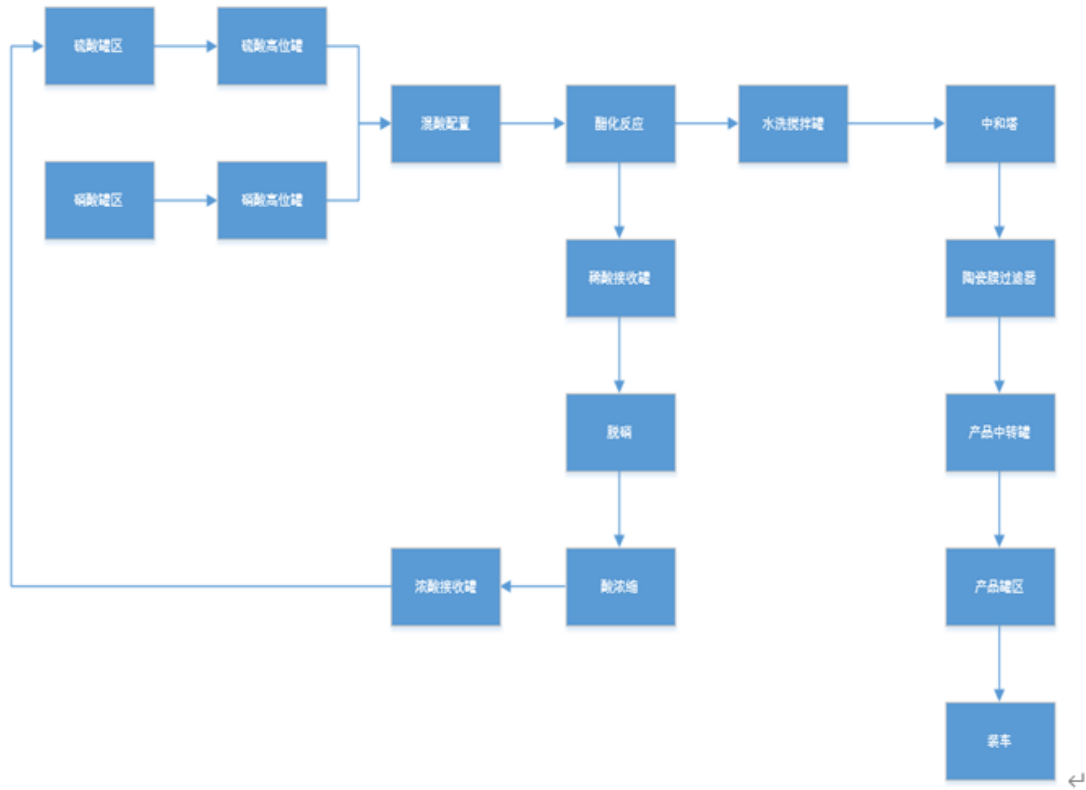 硫酸罐区
硫酸高位罐
混酸配置
酯化反应
水洗搅拌罐
中和塔
硝酸罐区
硝酸高位罐
稀酸接收罐
陶瓷膜过滤器
脱硝
产品中转罐
浓酸接收罐
酸浓缩
产品罐区
装车